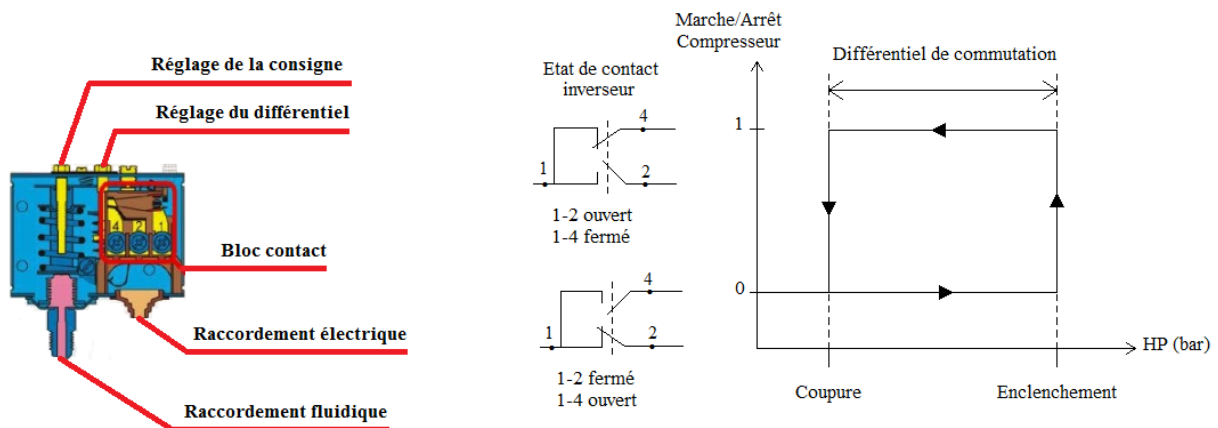 Réglage de la consigne
Réglage du différentiel
4 2 1
Bloc contact
Raccordement électrique
Raccordement fluidique
Etat de contact
inverseur
4
1
2
1-2 ouvert
1-4 fermé
4
1
2
1-2 fermé
1-4 ouvert
Marche/Arrêt
Compresseur
Différentiel de commutation
1
0
HP (bar)
Coupure
Enclenchement